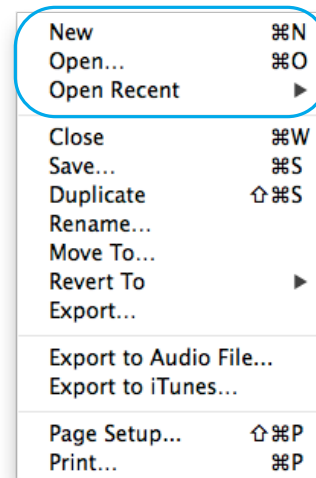 New ⌘N
Open... ⌘O
Open Recent ▶
Close ⌘W
Save... ⌘S
Duplicate ⇧⌘S
Rename...
Move To...
Revert To ▶
Export...
Export to Audio File...
Export to iTunes...
Page Setup... ⇧⌘P
Print... ⌘P